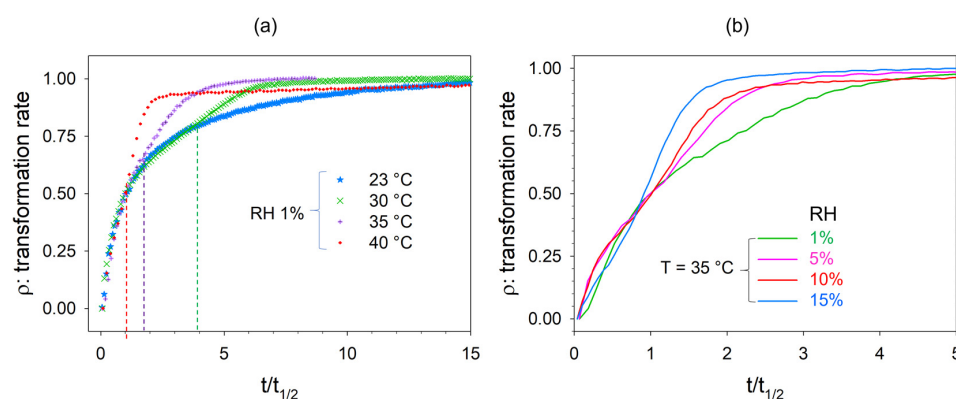 (a)
ρ: transformation rate
1.00
0.75
0.50
0.25
0.00
RH 1%
23 °C
30 °C
35 °C
40 °C
0 5 10 15
t/t1/2
(b)
ρ: transformation rate
1.00
0.75
0.50
0.25
0.00
RH
T = 35 °C
1%
5%
10%
15%
0 1 2 3 4 5
t/t1/2